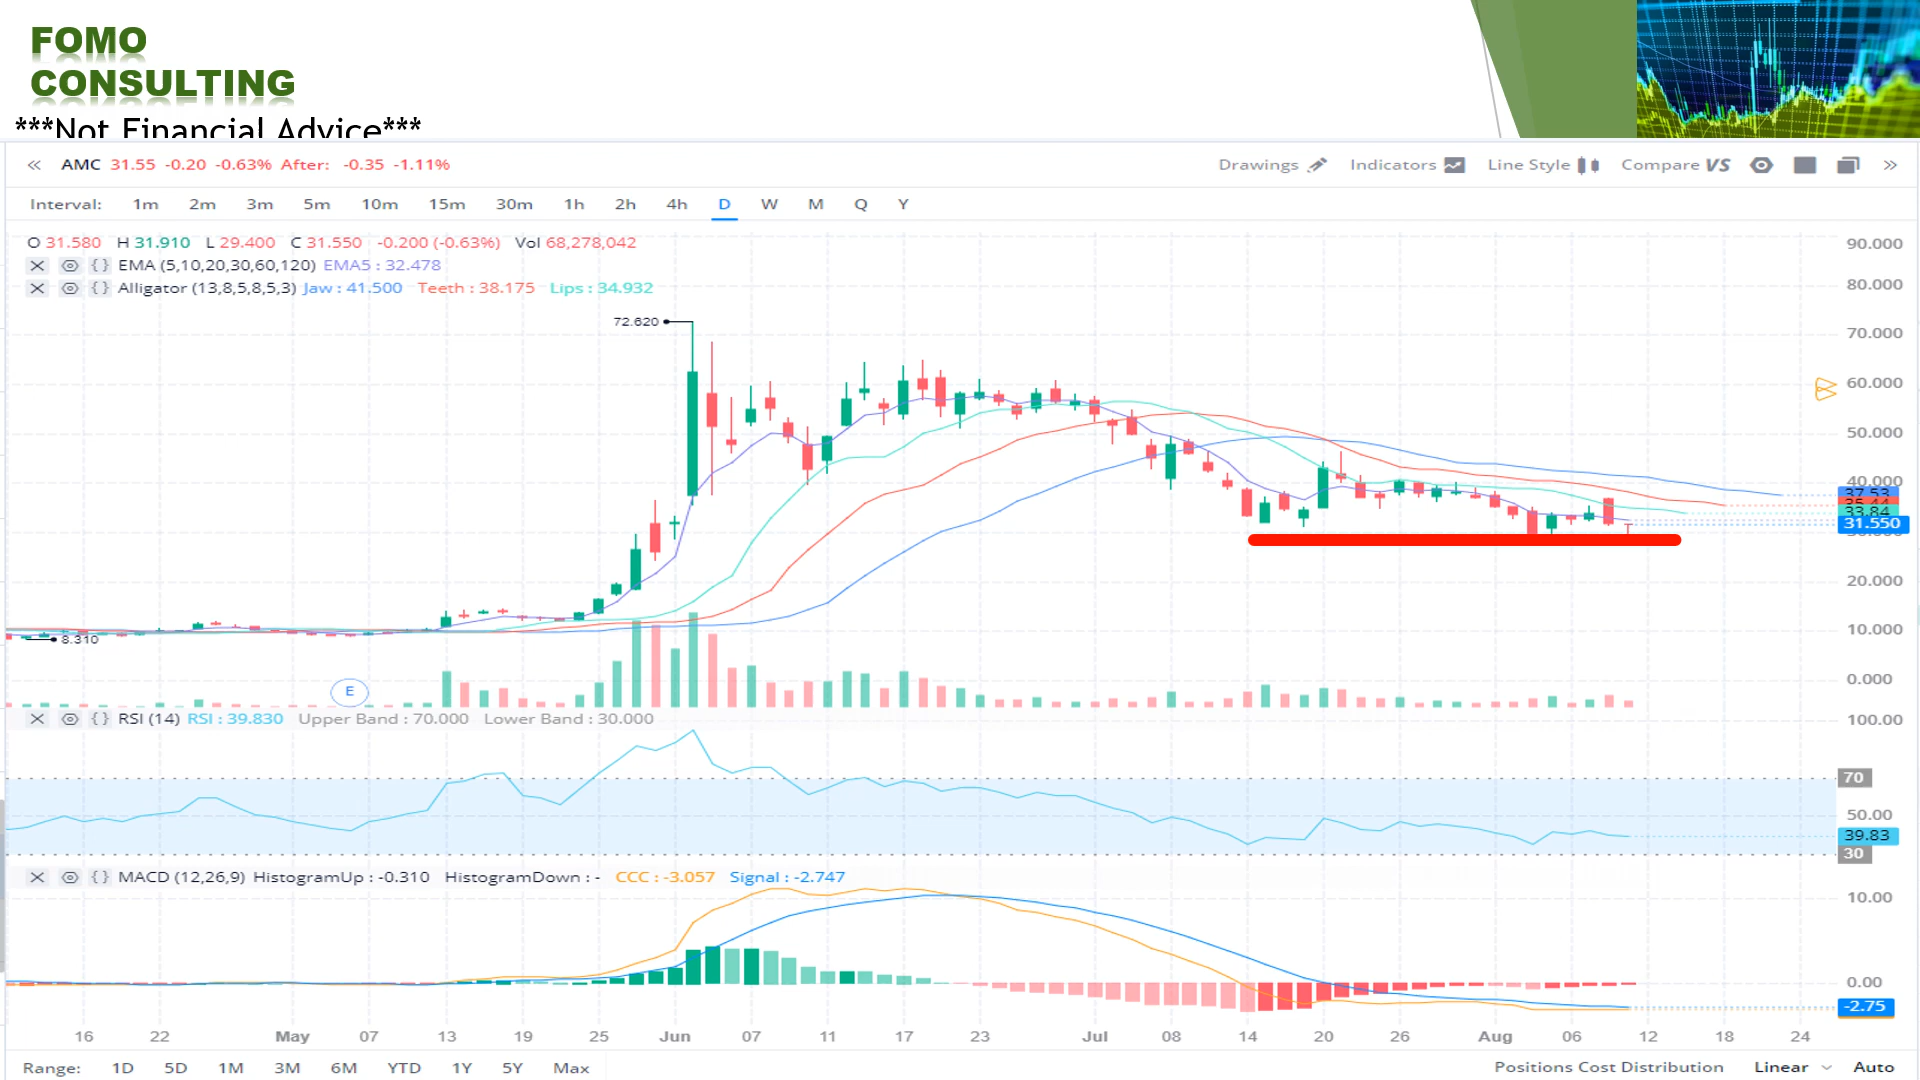 FOMO
CONSULTING
***Not Financial Advice***
AMC 31.55 -0.20 -0.63% After: -0.35 -1.11%
Drawings Indicators Line Style Compare VS
Interval: 1m 2m 3m 5m 10m 15m 30m 1h 2h 4h D W M Q Y
O 31.580 H 31.910 L 29.400 C 31.550 -0.200 (-0.63%) Vol 68,278,042
EMA (5,10,20,30,60,120) EMA5 : 32.478
Alligator (13,8,5,8,5,3) Jaw : 41.500 Teeth : 38.175 Lips : 34.932
90.000
80.000
72.620
70.000
60.000
50.000
40.000
37.53
33.84
31.550
20.000
10.000
8.310
0.000
E
RSI (14) RSI : 39.830 Upper Band : 70.000 Lower Band : 30.000
100.00
70
50.00
39.83
30
MACD (12,26,9) HistogramUp : -0.310 HistogramDown : - CCC : -3.057 Signal : -2.747
10.00
0.00
-2.75
16 22 May 07 13 19 25 Jun 07 11 17 23 Jul 08 14 20 26 Aug 06 12 18 24
Range: 1D 5D 1M 3M 6M YTD 1Y 5Y Max
Positions Cost Distribution Linear Auto